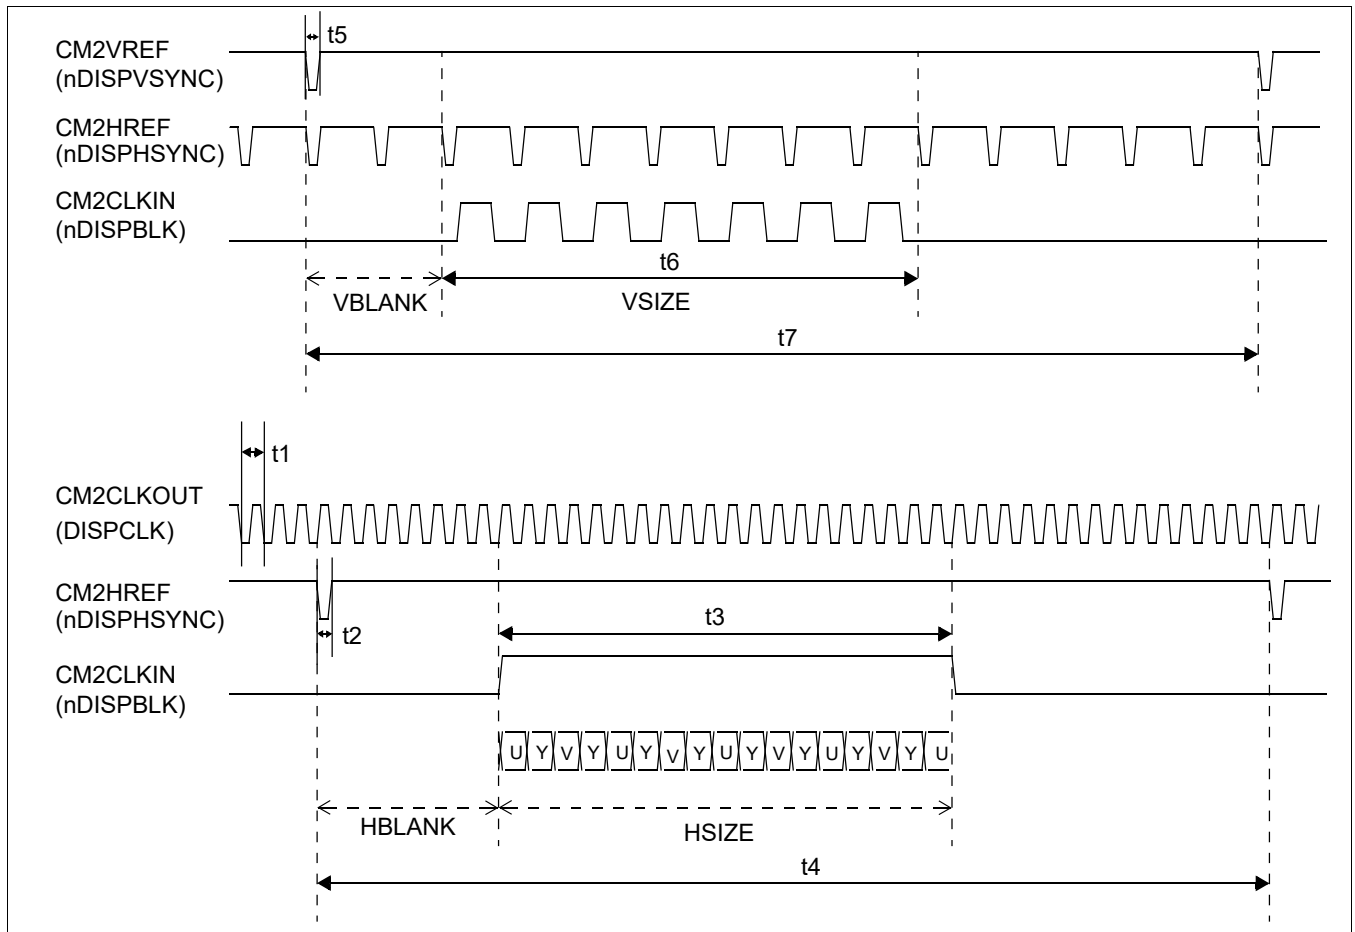 t5
CM2VREF
(nDISPVSYNC)
CM2HREF
(nDISPHSYNC)
CM2CLKIN
(nDISPBLK)
t6
VBLANK
VSIZE
t7
t1
CM2CLKOUT
(DISPCLK)
CM2HREF
(nDISPHSYNC)
t2
t3
CM2CLKIN
(nDISPBLK)
U Y V Y U Y V Y U Y V Y U Y V Y U
HBLANK
HSIZE
t4